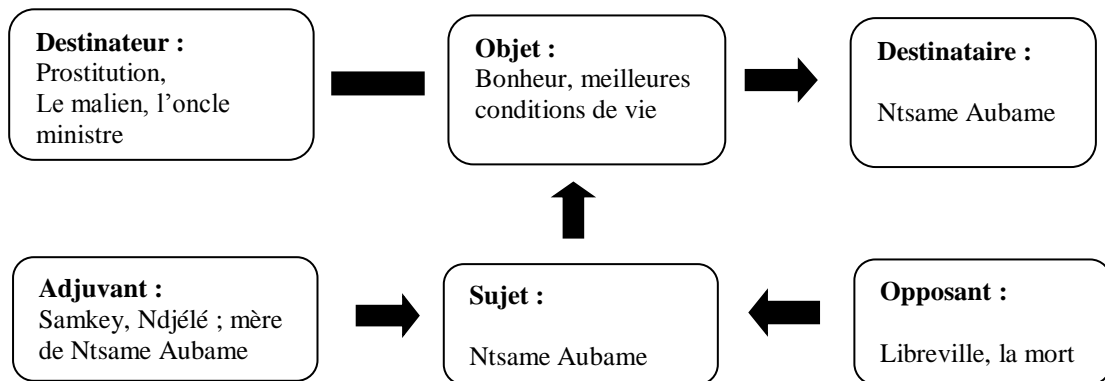 Destinateur :
Prostitution,
Le malien, l’oncle
ministre
Objet :
Bonheur, meilleures
conditions de vie
Destinataire :
Ntsame Aubame
Adjuvant :
Samkey, Ndjélé ; mère
de Ntsame Aubame
Sujet :
Ntsame Aubame
Opposant :
Libreville, la mort